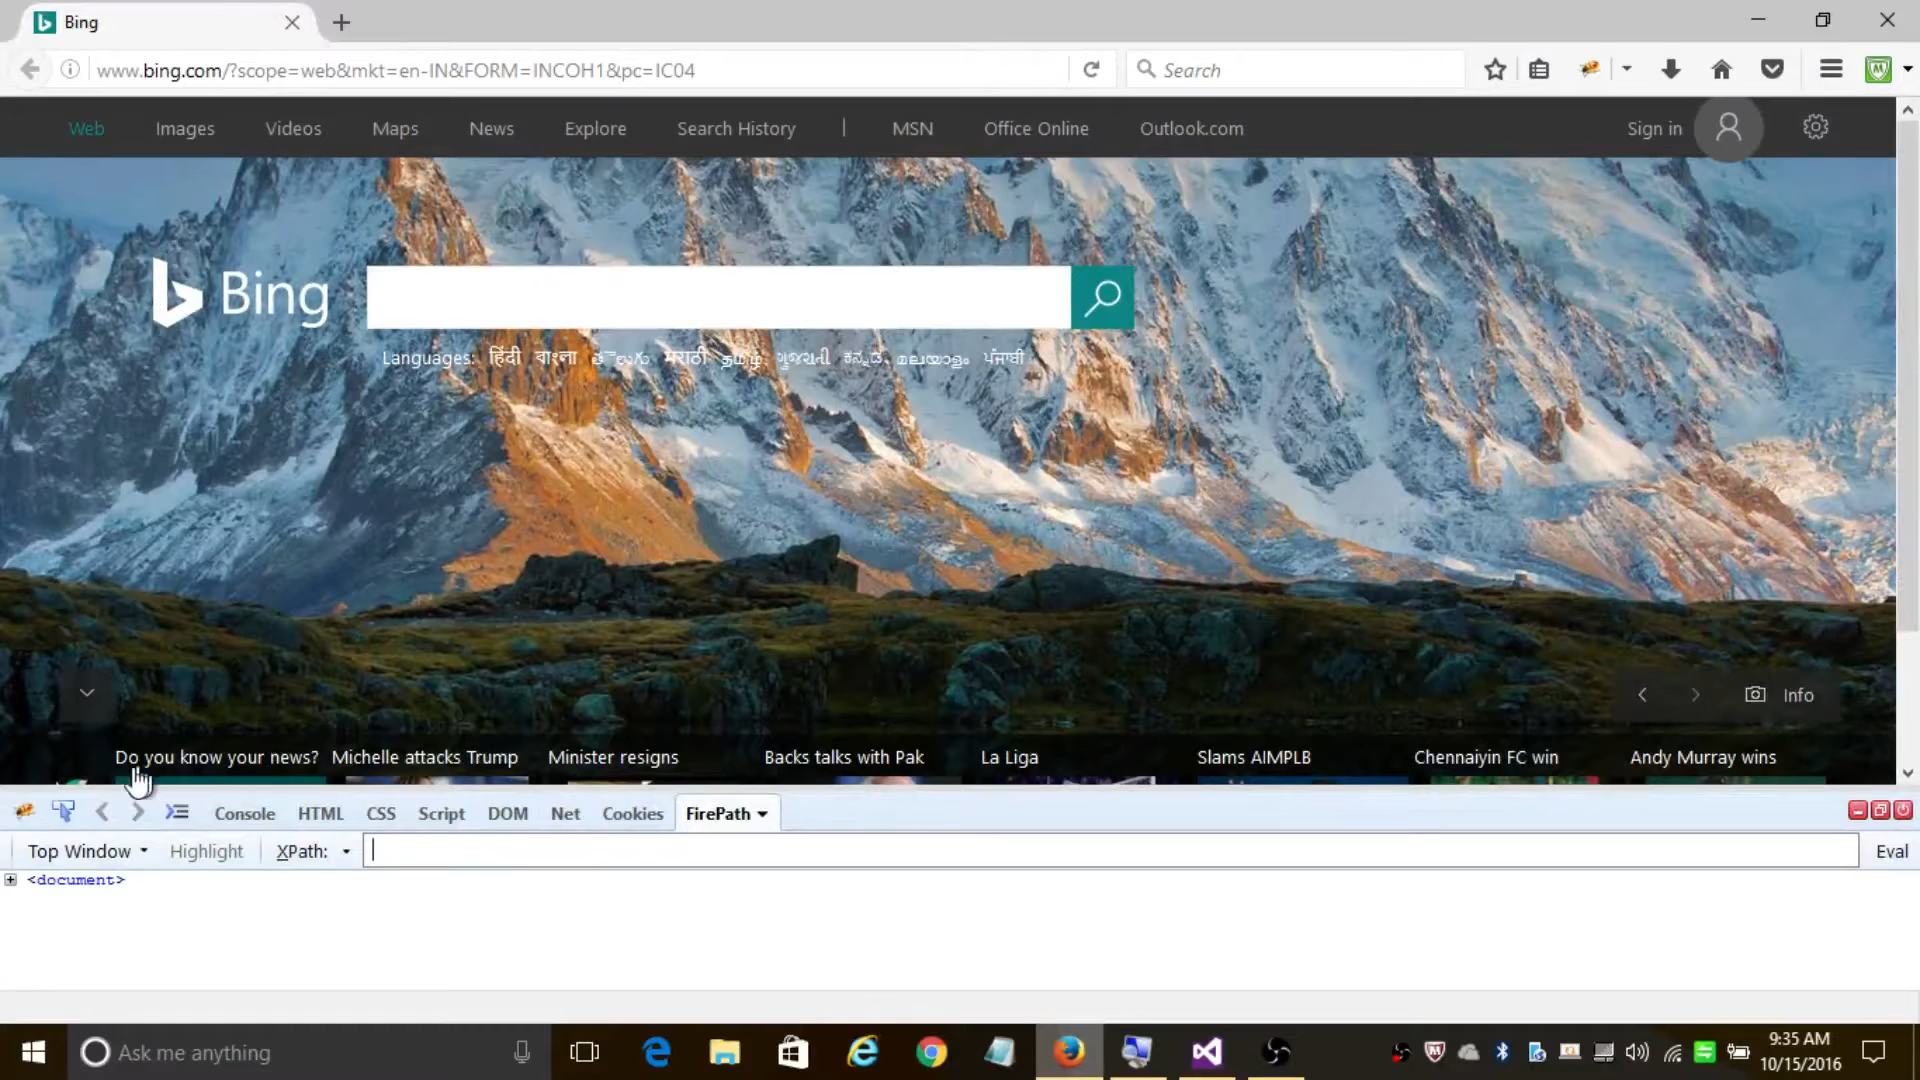 Bing
www.bing.com/?scope=web&mkt=en-IN&FORM=INCOH1&pc=IC04
Search
Web Images Videos Maps News Explore Search History | MSN Office Online Outlook.com Sign in
Bing
Languages: हिंदी বাংলা తెలుగు मराठी தமிழ் ગુજરાતી ಕನ್ನಡ മലയാളം ਪੰਜਾਬੀ
Info
Do you know your news? Michelle attacks Trump Minister resigns Backs talks with Pak La Liga Slams AIMPLB Chennaiyin FC win Andy Murray wins
Console HTML CSS Script DOM Net Cookies FirePath
Top Window Highlight XPath: Eval
<document>
Ask me anything
9:35 AM
10/15/2016